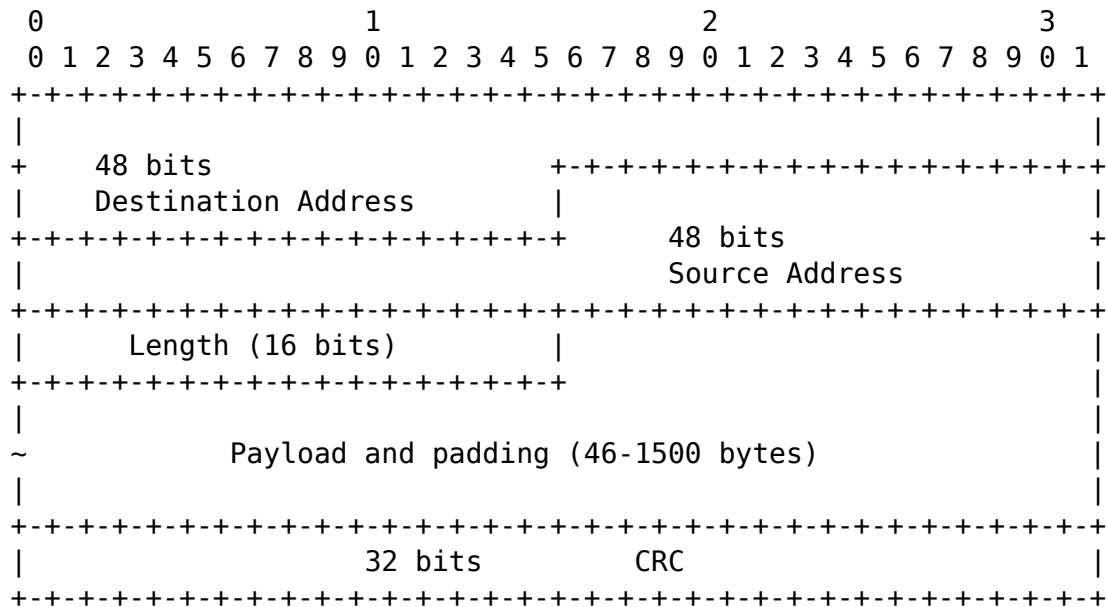 0                   1                   2                   3
 0 1 2 3 4 5 6 7 8 9 0 1 2 3 4 5 6 7 8 9 0 1 2 3 4 5 6 7 8 9 0 1
+-+-+-+-+-+-+-+-+-+-+-+-+-+-+-+-+-+-+-+-+-+-+-+-+-+-+-+-+-+-+-+-+
|                                                               |
+    48 bits                    +-+-+-+-+-+-+-+-+-+-+-+-+-+-+-+-+
|    Destination Address        |                               |
+-+-+-+-+-+-+-+-+-+-+-+-+-+-+-+-+      48 bits                  +
|                                      Source Address           |
+-+-+-+-+-+-+-+-+-+-+-+-+-+-+-+-+-+-+-+-+-+-+-+-+-+-+-+-+-+-+-+-+
|      Length (16 bits)         |                               |
+-+-+-+-+-+-+-+-+-+-+-+-+-+-+-+-+                               |
|                                                               |
~            Payload and padding (46-1500 bytes)                |
|                                                               |
+-+-+-+-+-+-+-+-+-+-+-+-+-+-+-+-+-+-+-+-+-+-+-+-+-+-+-+-+-+-+-+-+
|                    32 bits         CRC                        |
+-+-+-+-+-+-+-+-+-+-+-+-+-+-+-+-+-+-+-+-+-+-+-+-+-+-+-+-+-+-+-+-+